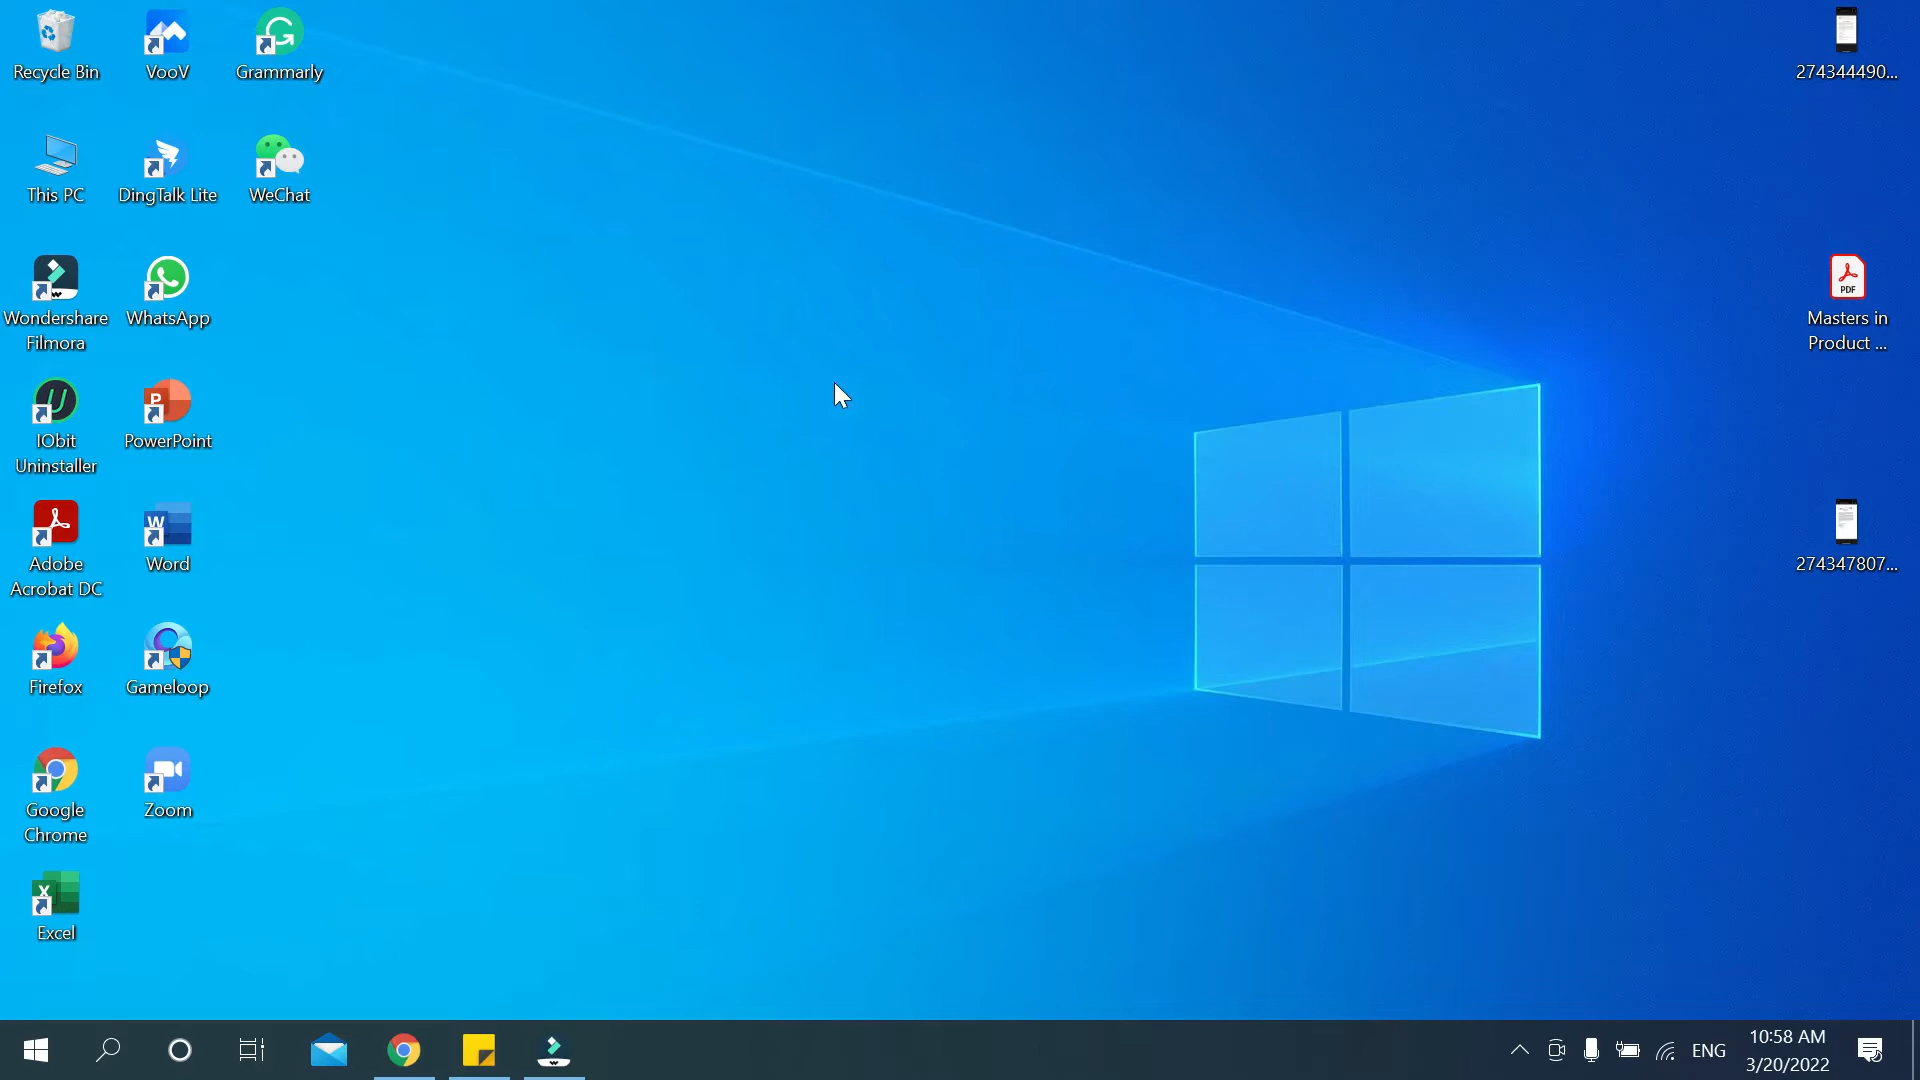 Recycle Bin
VooV
Grammarly
274344490...
This PC
DingTalk Lite
WeChat
Wondershare
Filmora
WhatsApp
PDF
Masters in
Product ...
IObit
Uninstaller
P
PowerPoint
Adobe
Acrobat DC
W
Word
274347807...
Firefox
Gameloop
Google
Chrome
Zoom
X
Excel
ENG
10:58 AM
3/20/2022